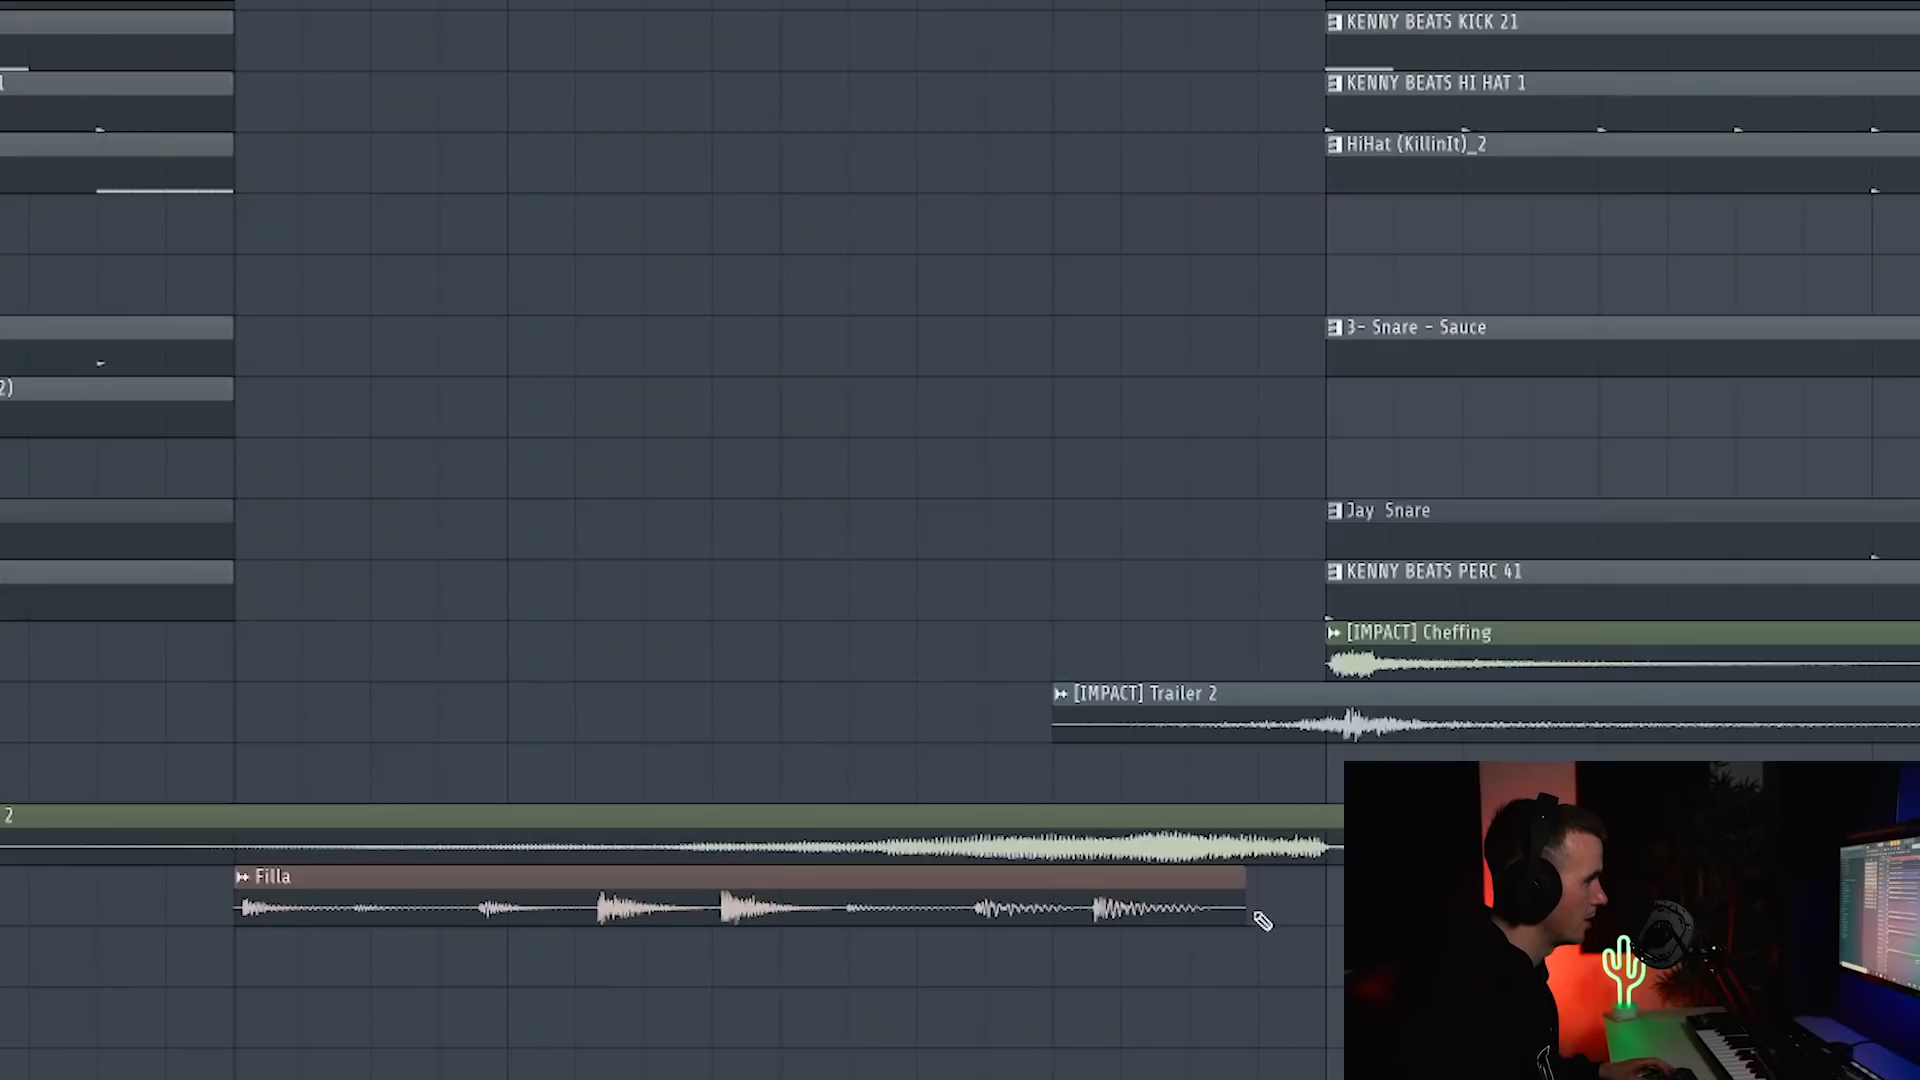 KENNY BEATS KICK 21
KENNY BEATS HI HAT 1
HiHat (KillinIt)_2
3- Snare - Sauce
2)
Jay Snare
KENNY BEATS PERC 41
[IMPACT] Cheffing
[IMPACT] Trailer 2
2
Filla